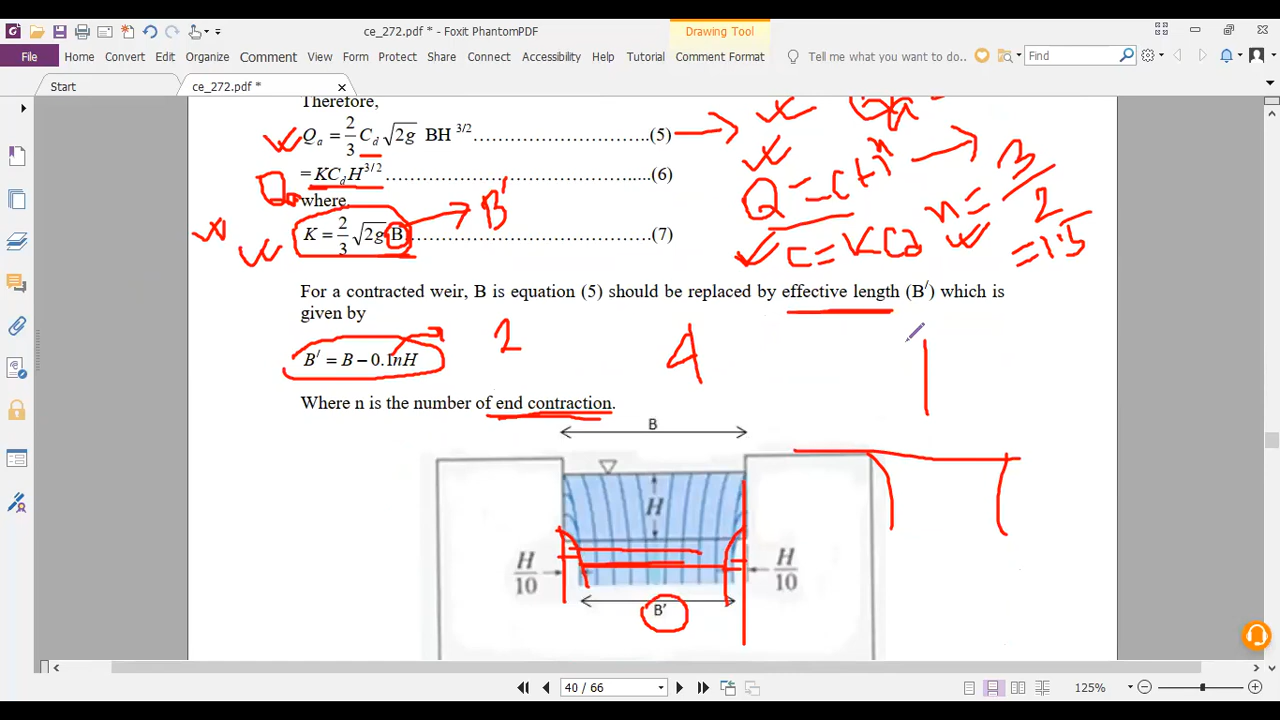 ce_272.pdf * - Foxit PhantomPDF
Drawing Tool
File Home Convert Edit Organize Comment View Form Protect Share Connect Accessibility Help Tutorial Comment Format Tell me what you want to do... Find
Start ce_272.pdf *
Therefore,
Qa = 2/3 Cd √2g BH 3/2……………………………(5)
= KCdH3/2……………………………….....(6)
where,
K = 2/3 √2g B……………………………(7)
B'
Q = CHn
n = 3/2
= 1.5
C = KCd
For a contracted weir, B is equation (5) should be replaced by effective length (B/) which is
given by
B' = B − 0.1nH
2 4
Where n is the number of end contraction.
B
H
H/10 H/10
B'
40 / 66
125%